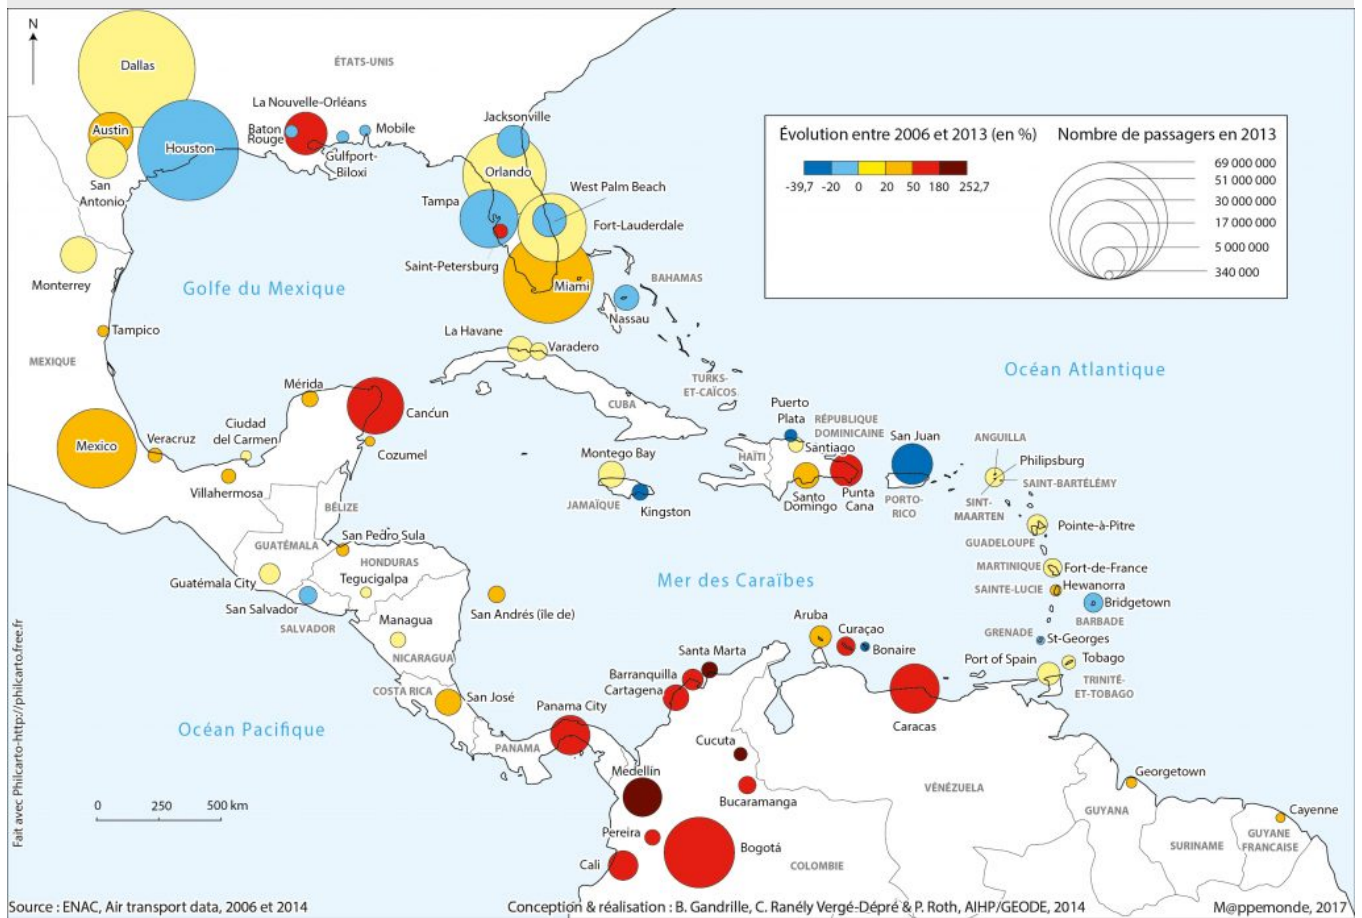 N
Dallas
ÉTATS-UNIS
La Nouvelle-Orléans
Austin
Baton
Rouge
Mobile
Houston
Gulfport-
Biloxi
San
Antonio
Jacksonville
Orlando
West Palm Beach
Tampa
Fort-Lauderdale
Saint-Petersburg
Miami
BAHAMAS
Nassau
Évolution entre 2006 et 2013 (en %)
-39,7
-20
0
20
50
180
252,7
Nombre de passagers en 2013
69 000 000
51 000 000
30 000 000
17 000 000
5 000 000
340 000
Monterrey
Golfe du Mexique
Tampico
MEXIQUE
La Havane
Varadero
Océan Atlantique
TURKS-
ET-CAÏCOS
CUBA
Mérida
Cancun
Ciudad
del Carmen
Mexico
Veracruz
Cozumel
Villahermosa
Puerto
Plata
RÉPUBLIQUE
DOMINICAINE
San Juan
ANGUILLA
Montego Bay
HAÏTI
Santiago
Philipsburg
SAINT-BARTÉLÉMY
JAMAÏQUE
Kingston
Santo
Domingo
Punta
Cana
PORTO-
RICO
SINT-
MAARTEN
BÉLIZE
Pointe-à-Pitre
GUADELOUPE
San Pedro Sula
GUATÉMALA
HONDURAS
MARTINIQUE
Fort-de-France
Guatémala City
Tegucigalpa
Mer des Caraïbes
SAINTE-LUCIE
Hewanorra
San Salvador
San Andrés (île de)
Bridgetown
SALVADOR
Managua
Aruba
Curaçao
BARBADE
GRENADE
St-Georges
Bonaire
NICARAGUA
Santa Marta
Port of Spain
Tobago
Barranquilla
Cartagena
TRINITÉ-
ET-TOBAGO
COSTA RICA
San José
Panama City
Caracas
Océan Pacifique
PANAMA
Cucuta
Medellín
Georgetown
VÉNÉZUELA
Bucaramanga
0
250
500 km
GUYANA
Cayenne
Pereira
Bogotá
Cali
COLOMBIE
SURINAME
GUYANE
FRANCAISE
Fait avec Philcarto-http://philcarto.free.fr
Source : ENAC, Air transport data, 2006 et 2014
Conception & réalisation : B. Gandrille, C. Ranély Vergé-Dépré & P. Roth, AIHP/GEODE, 2014
M@ppemonde, 2017